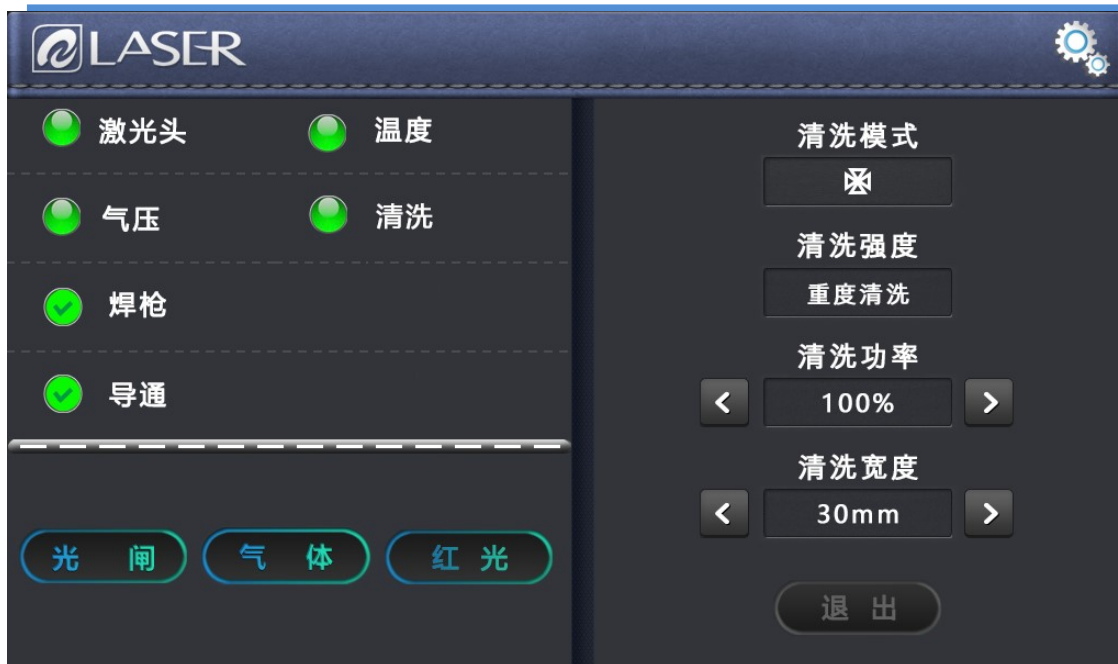 LASER
激光头 温度
气压 清洗
焊枪
导通
光闸 气体 红光
清洗模式
清洗强度
重度清洗
清洗功率
100%
清洗宽度
30mm
退出